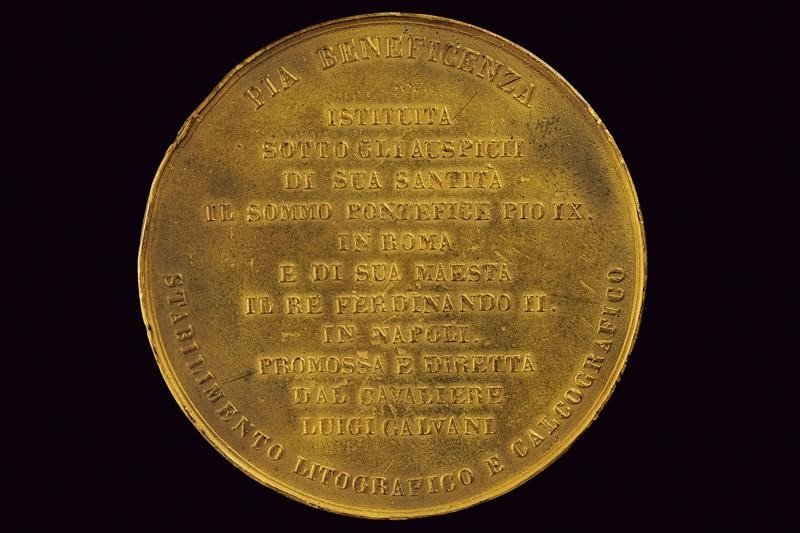 PIA BENEFICENZA
ISTITUITA
SOTTO GLI AUSPICII
DI SUA SANTITÀ
IL SOMMO PONTEFICE PIO IX.
IN ROMA
E DI SUA MAESTÀ
IL RE FERDINANDO II.
IN NAPOLI.
PROMOSSA E DIRETTA
DAL CAVALIERE
LUIGI GALVANI
STABILIMENTO LITOGRAFICO E CALCOGRAFICO